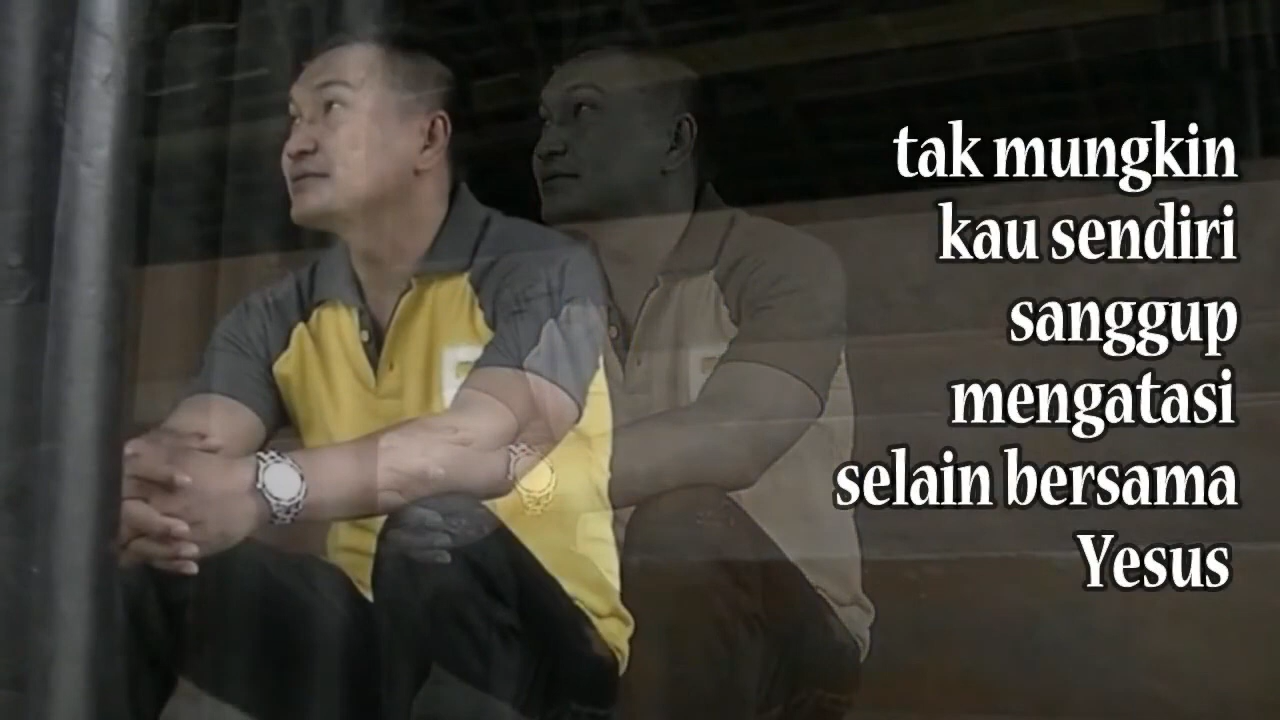 tak mungkin
kau sendiri
sanggup
mengatasi
selain bersama
Yesus